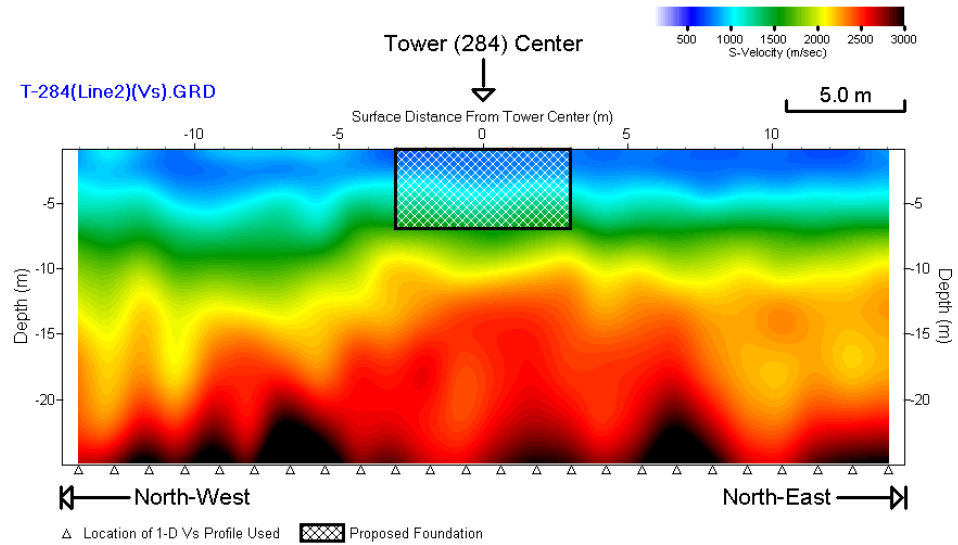 500 1000 1500 2000 2500 3000
S-Velocity (m/sec)
Tower (284) Center
T-284(Line2)(Vs).GRD
5.0 m
Surface Distance From Tower Center (m)
-10 -5 0 5 10
-5 -5
-10 -10
-15 -15
-20 -20
Depth (m)
Depth (m)
North-West North-East
Location of 1-D Vs Profile Used Proposed Foundation